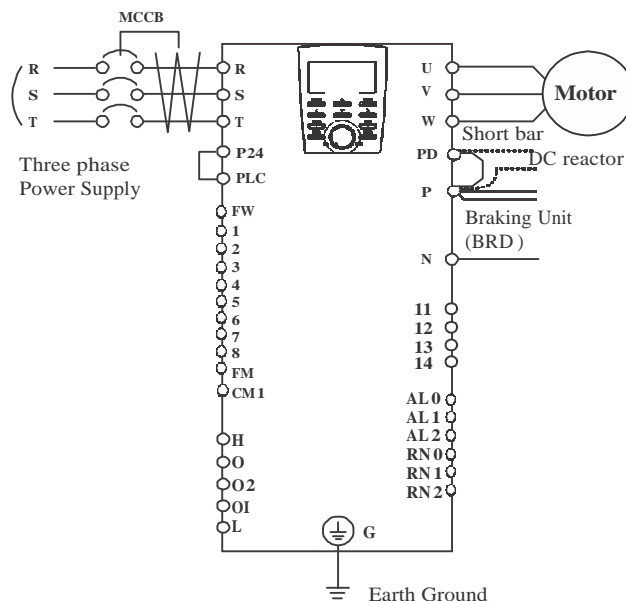 MCCB
R
S
T
Three phase
Power Supply
R
S
T
P24
PLC
FW
1
2
3
4
5
6
7
8
FM
CM1
H
O
O2
OI
L
U
V
W
Motor
Short bar
PD
DC reactor
P
Braking Unit
(BRD )
N
11
12
13
14
AL0
AL1
AL2
RN0
RN1
RN2
G
Earth Ground